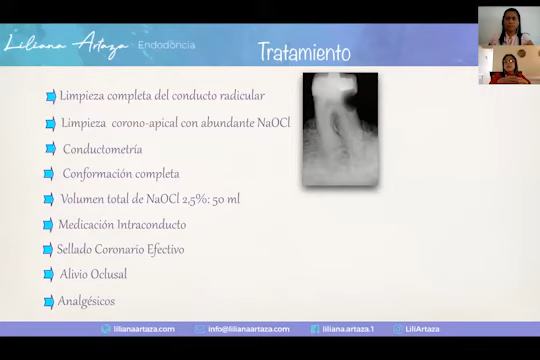 Liliana Artaza Endodoncia
Tratamiento
Limpieza completa del conducto radicular
Limpieza corono-apical con abundante NaOCl
Conductometría
Conformación completa
Volumen total de NaOCl 2,5%: 50 ml
Medicación Intraconducto
Sellado Coronario Efectivo
Alivio Oclusal
Analgésicos
lilianartaza.com info@lilianartaza.com liliana.artaza.1 LiliArtaza